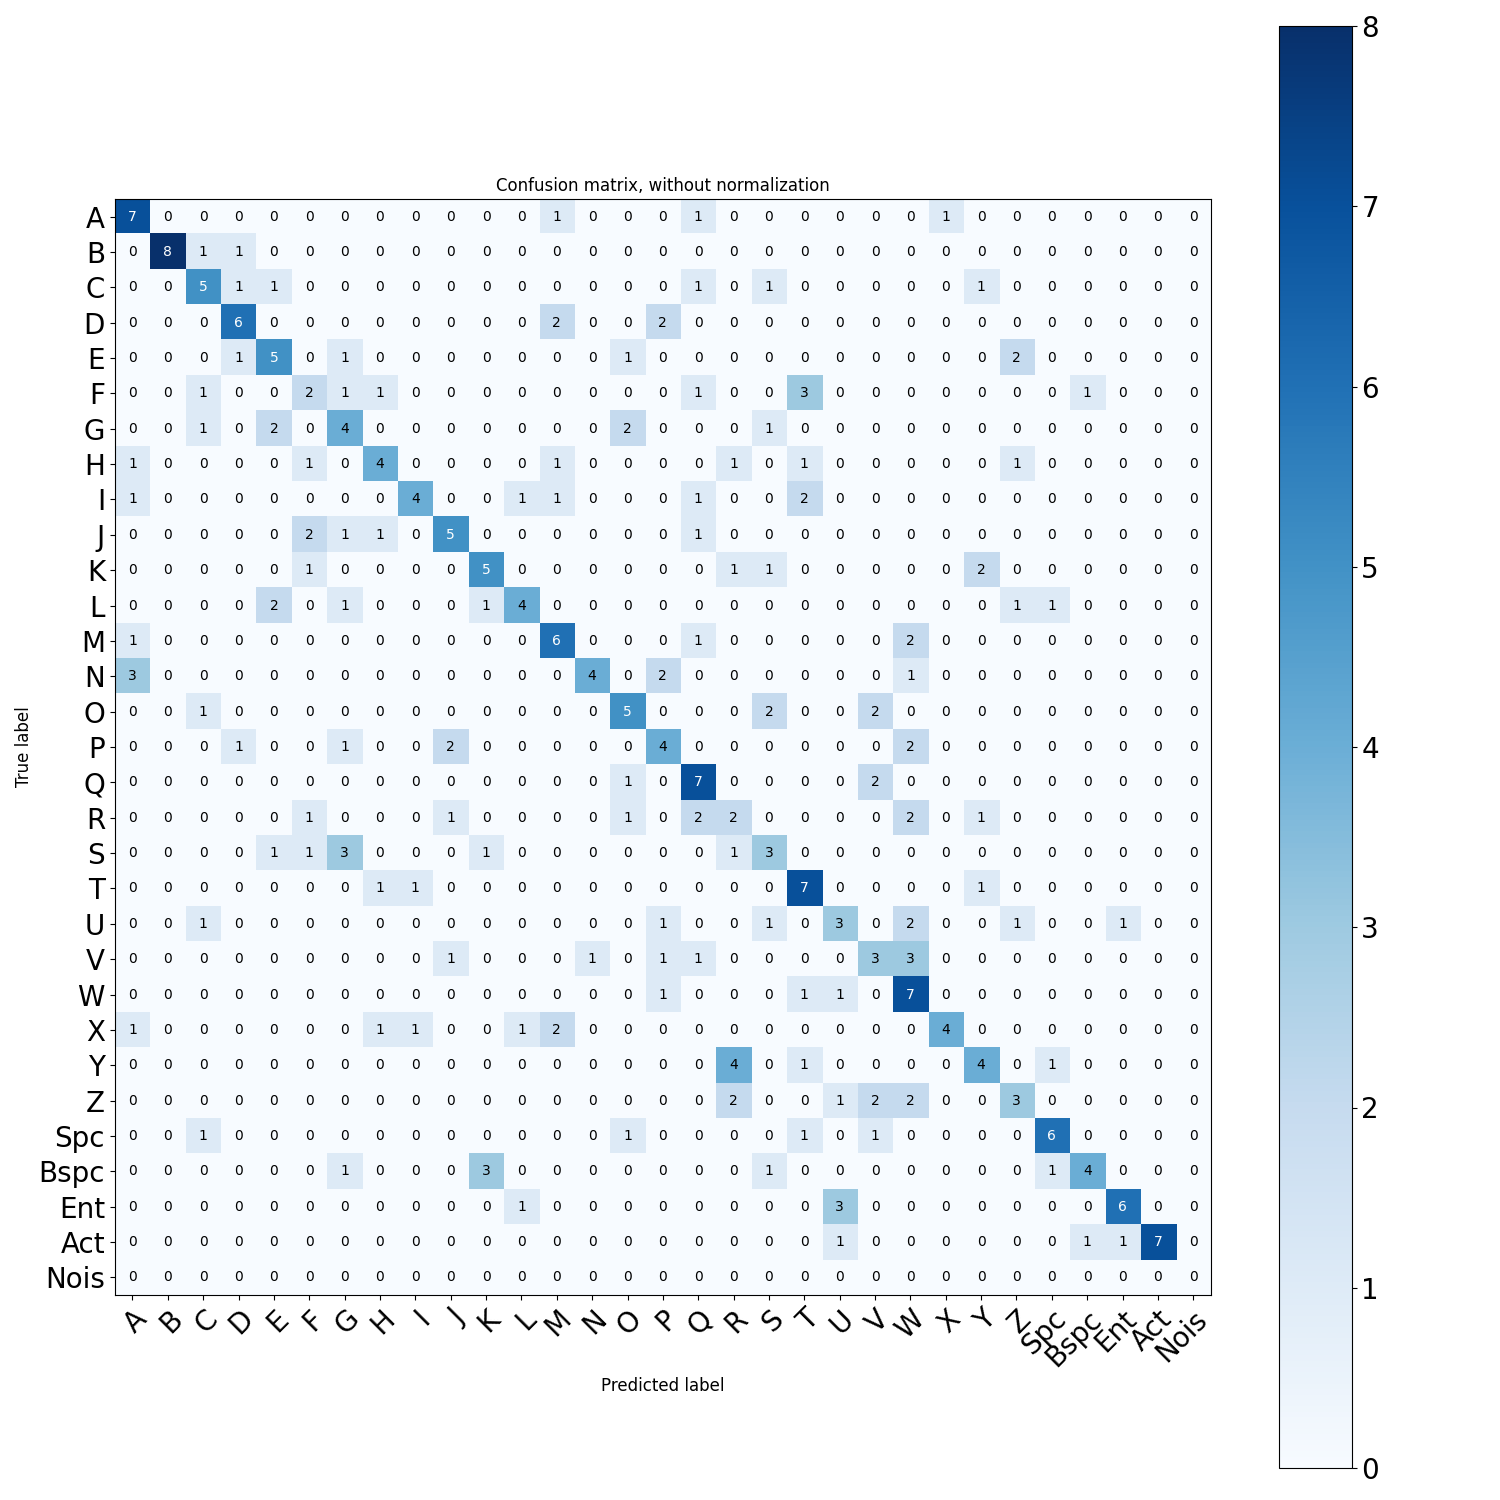 Confusion matrix, without normalization
True label
A 7 0 0 0 0 0 0 0 0 0 0 0 1 0 0 0 1 0 0 0 0 0 0 1 0 0 0 0 0 0 0
B 0 8 1 1 0 0 0 0 0 0 0 0 0 0 0 0 0 0 0 0 0 0 0 0 0 0 0 0 0 0 0
C 0 0 5 1 1 0 0 0 0 0 0 0 0 0 0 0 1 0 1 0 0 0 0 0 1 0 0 0 0 0 0
D 0 0 0 6 0 0 0 0 0 0 0 0 2 0 0 2 0 0 0 0 0 0 0 0 0 0 0 0 0 0 0
E 0 0 0 1 5 0 1 0 0 0 0 0 0 0 1 0 0 0 0 0 0 0 0 0 0 2 0 0 0 0 0
F 0 0 1 0 0 2 1 1 0 0 0 0 0 0 0 0 1 0 0 3 0 0 0 0 0 0 0 1 0 0 0
G 0 0 1 0 2 0 4 0 0 0 0 0 0 0 2 0 0 0 1 0 0 0 0 0 0 0 0 0 0 0 0
H 1 0 0 0 0 1 0 4 0 0 0 0 1 0 0 0 0 1 0 1 0 0 0 0 0 1 0 0 0 0 0
I 1 0 0 0 0 0 0 0 4 0 0 1 1 0 0 0 1 0 0 2 0 0 0 0 0 0 0 0 0 0 0
J 0 0 0 0 0 2 1 1 0 5 0 0 0 0 0 0 1 0 0 0 0 0 0 0 0 0 0 0 0 0 0
K 0 0 0 0 0 1 0 0 0 0 5 0 0 0 0 0 0 1 1 0 0 0 0 0 2 0 0 0 0 0 0
L 0 0 0 0 2 0 1 0 0 0 1 4 0 0 0 0 0 0 0 0 0 0 0 0 0 1 1 0 0 0 0
M 1 0 0 0 0 0 0 0 0 0 0 0 6 0 0 0 1 0 0 0 0 0 2 0 0 0 0 0 0 0 0
N 3 0 0 0 0 0 0 0 0 0 0 0 0 4 0 2 0 0 0 0 0 0 1 0 0 0 0 0 0 0 0
O 0 0 1 0 0 0 0 0 0 0 0 0 0 0 5 0 0 0 2 0 0 2 0 0 0 0 0 0 0 0 0
P 0 0 0 1 0 0 1 0 0 2 0 0 0 0 0 4 0 0 0 0 0 0 2 0 0 0 0 0 0 0 0
Q 0 0 0 0 0 0 0 0 0 0 0 0 0 0 1 0 7 0 0 0 0 2 0 0 0 0 0 0 0 0 0
R 0 0 0 0 0 1 0 0 0 1 0 0 0 0 1 0 2 2 0 0 0 0 2 0 1 0 0 0 0 0 0
S 0 0 0 0 1 1 3 0 0 0 1 0 0 0 0 0 0 1 3 0 0 0 0 0 0 0 0 0 0 0 0
T 0 0 0 0 0 0 0 1 1 0 0 0 0 0 0 0 0 0 0 7 0 0 0 0 1 0 0 0 0 0 0
U 0 0 1 0 0 0 0 0 0 0 0 0 0 0 0 1 0 0 1 0 3 0 2 0 0 1 0 0 1 0 0
V 0 0 0 0 0 0 0 0 0 1 0 0 0 1 0 1 1 0 0 0 0 3 3 0 0 0 0 0 0 0 0
W 0 0 0 0 0 0 0 0 0 0 0 0 0 0 0 1 0 0 0 1 1 0 7 0 0 0 0 0 0 0 0
X 1 0 0 0 0 0 0 1 1 0 0 1 2 0 0 0 0 0 0 0 0 0 0 4 0 0 0 0 0 0 0
Y 0 0 0 0 0 0 0 0 0 0 0 0 0 0 0 0 0 4 0 1 0 0 0 0 4 0 1 0 0 0 0
Z 0 0 0 0 0 0 0 0 0 0 0 0 0 0 0 0 0 2 0 0 1 2 2 0 0 3 0 0 0 0 0
Spc 0 0 1 0 0 0 0 0 0 0 0 0 0 0 1 0 0 0 0 1 0 1 0 0 0 0 6 0 0 0 0
Bspc 0 0 0 0 0 0 1 0 0 0 3 0 0 0 0 0 0 0 1 0 0 0 0 0 0 0 1 4 0 0 0
Ent 0 0 0 0 0 0 0 0 0 0 0 1 0 0 0 0 0 0 0 0 3 0 0 0 0 0 0 0 6 0 0
Act 0 0 0 0 0 0 0 0 0 0 0 0 0 0 0 0 0 0 0 0 1 0 0 0 0 0 0 1 1 7 0
Nois 0 0 0 0 0 0 0 0 0 0 0 0 0 0 0 0 0 0 0 0 0 0 0 0 0 0 0 0 0 0 0
A B C D E F G H I J K L M N O P Q R S T U V W X Y Z Spc Bspc Ent Act Nois
Predicted label
8
7
6
5
4
3
2
1
0